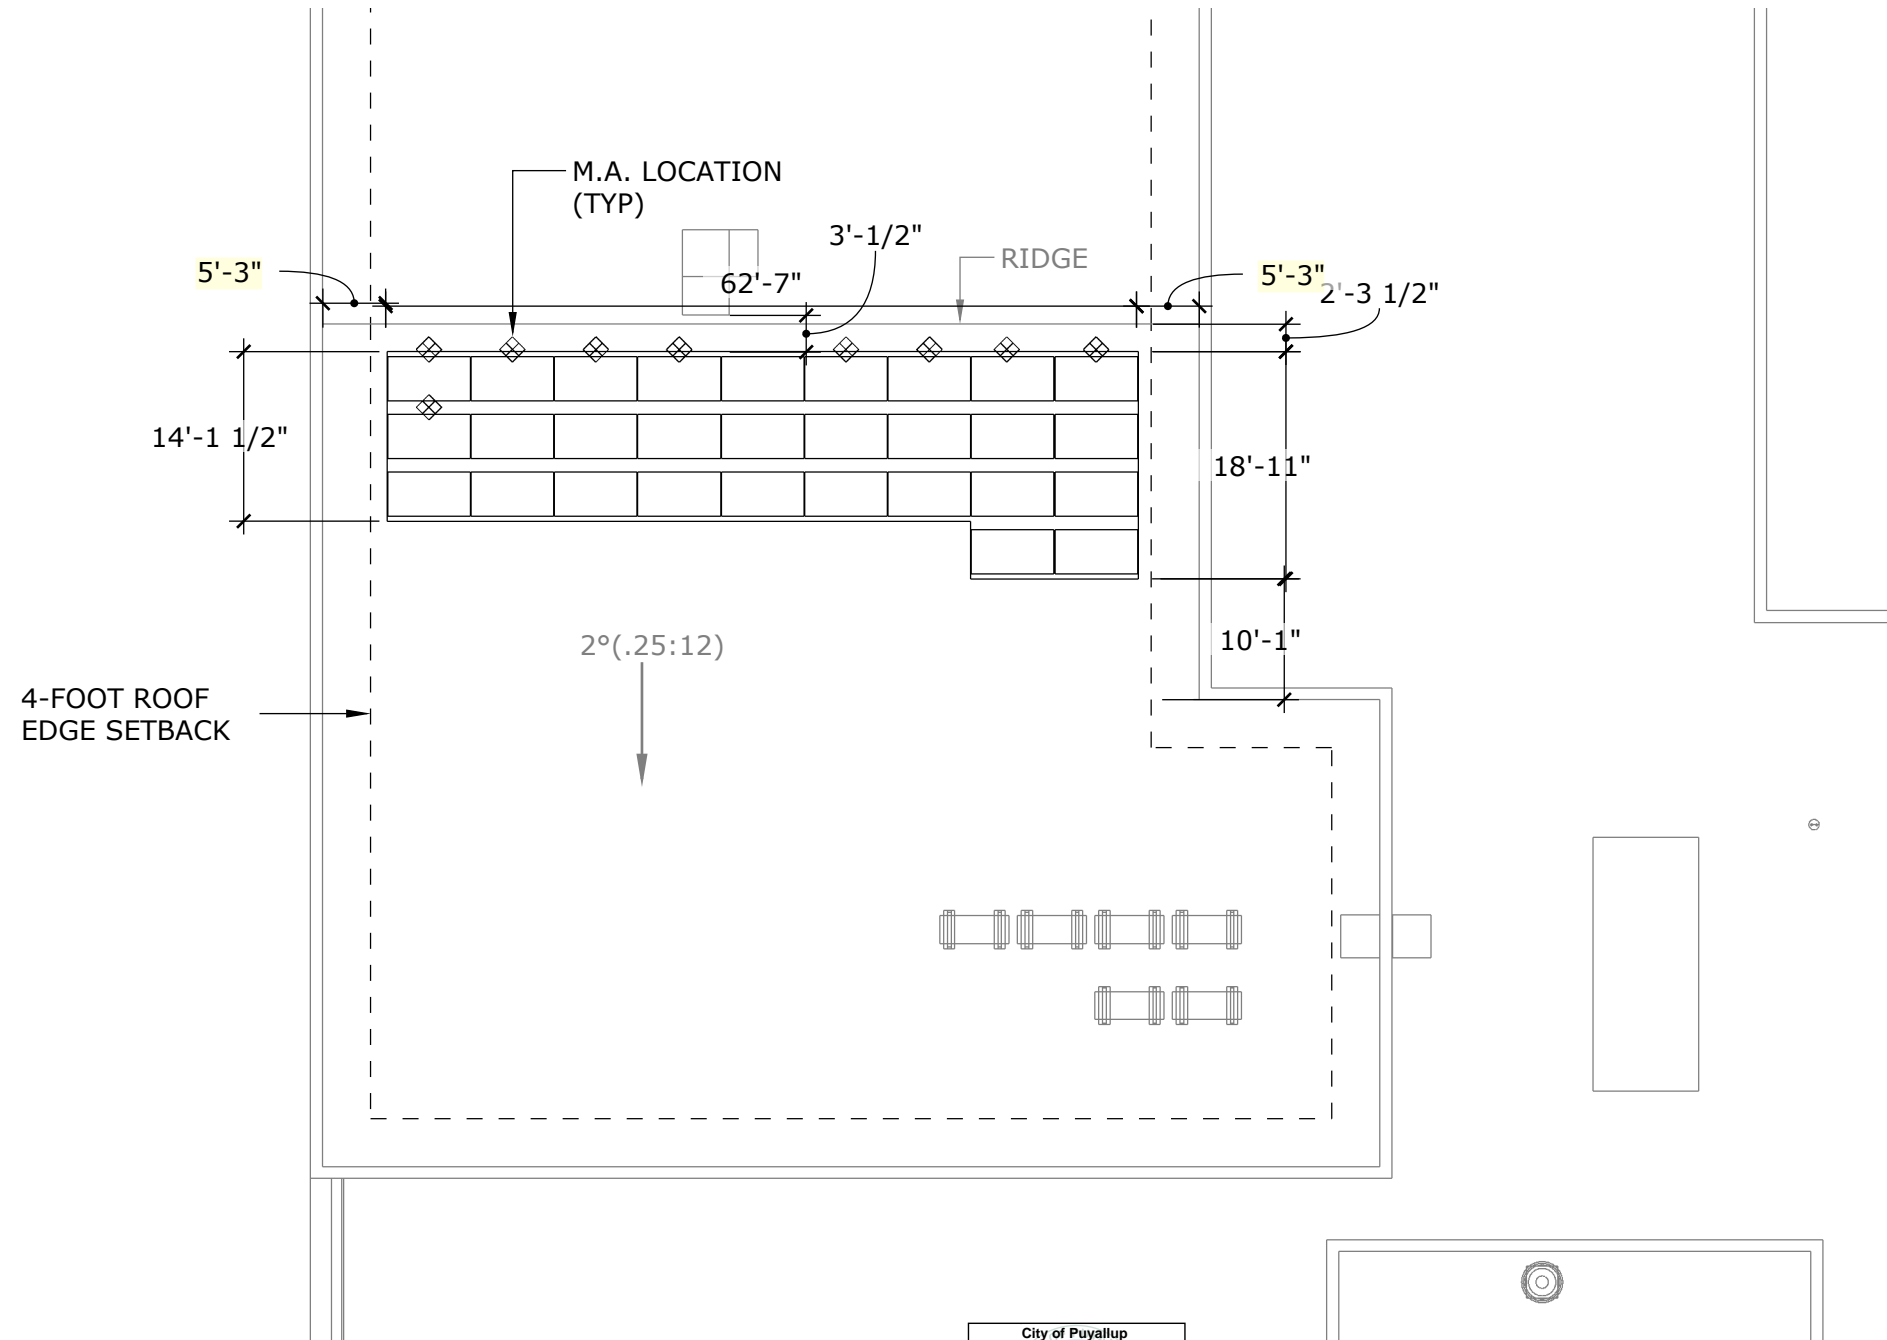 M.A. LOCATION
(TYP)
3'-1/2"
RIDGE
5'-3"
62'-7"
5'-3"
2'-3 1/2"
14'-1 1/2"
18'-11"
10'-1"
2°(.25:12)
4-FOOT ROOF
EDGE SETBACK
City of Puyallup